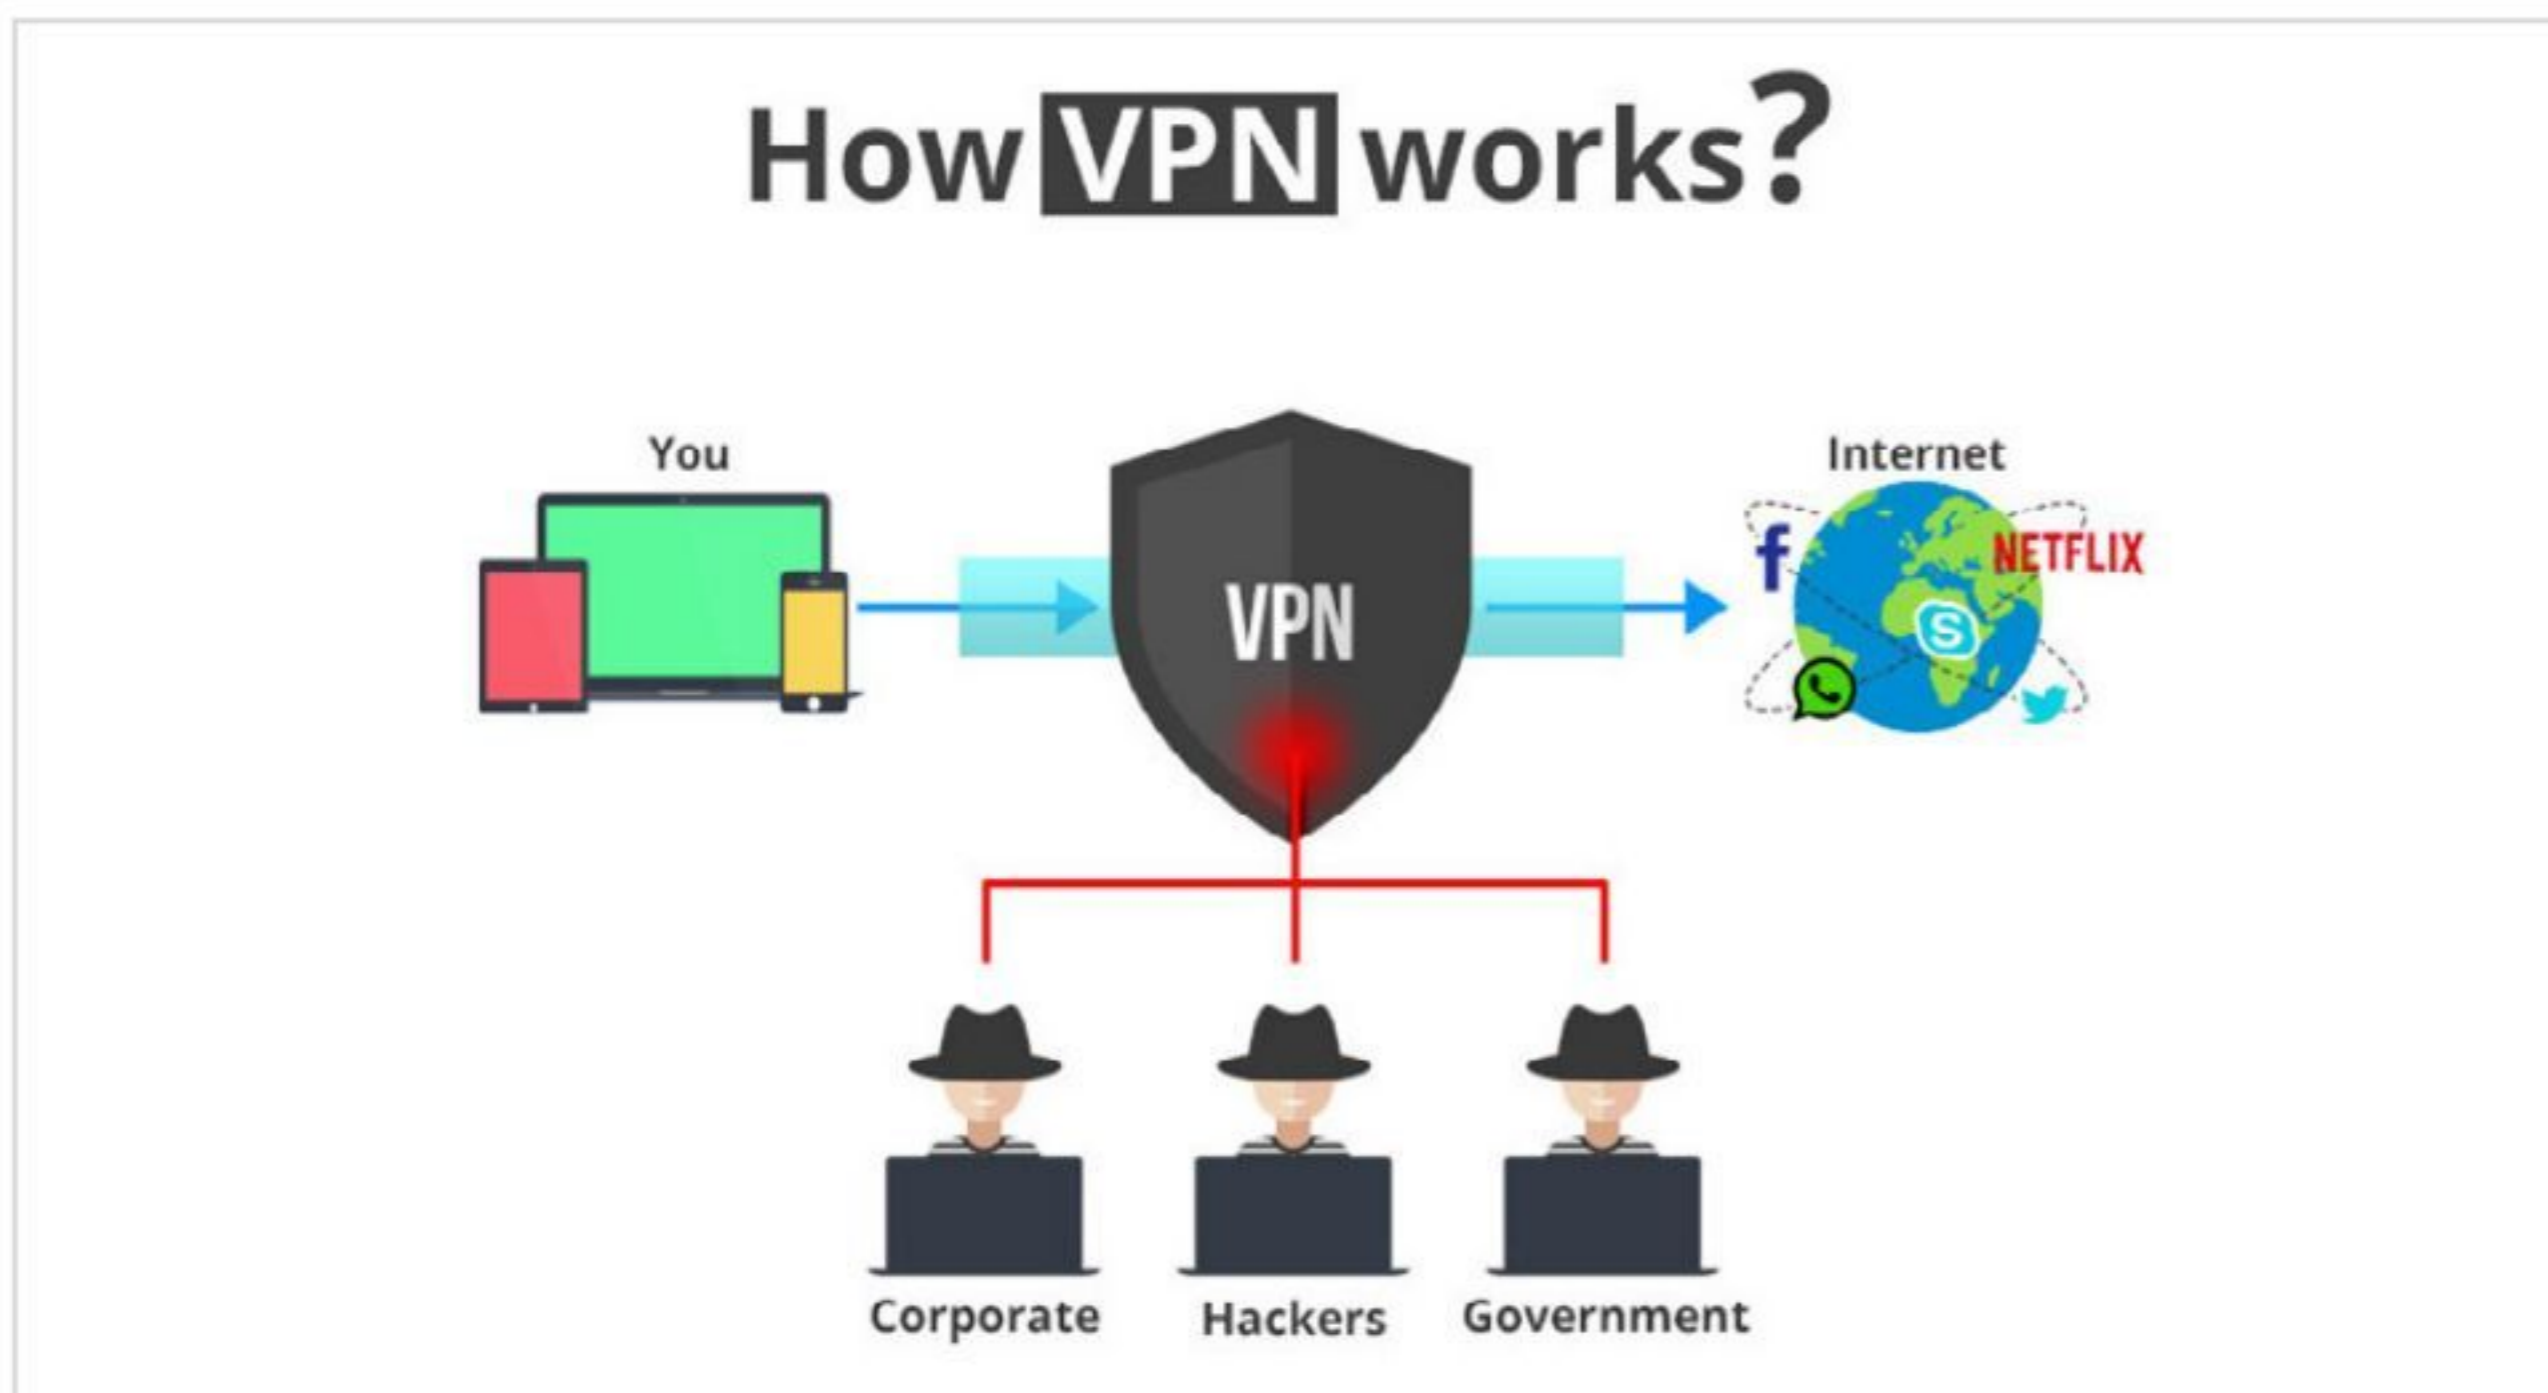 How VPN works?
You
Internet
VPN
f
NETFLIX
S
Corporate
Hackers
Government